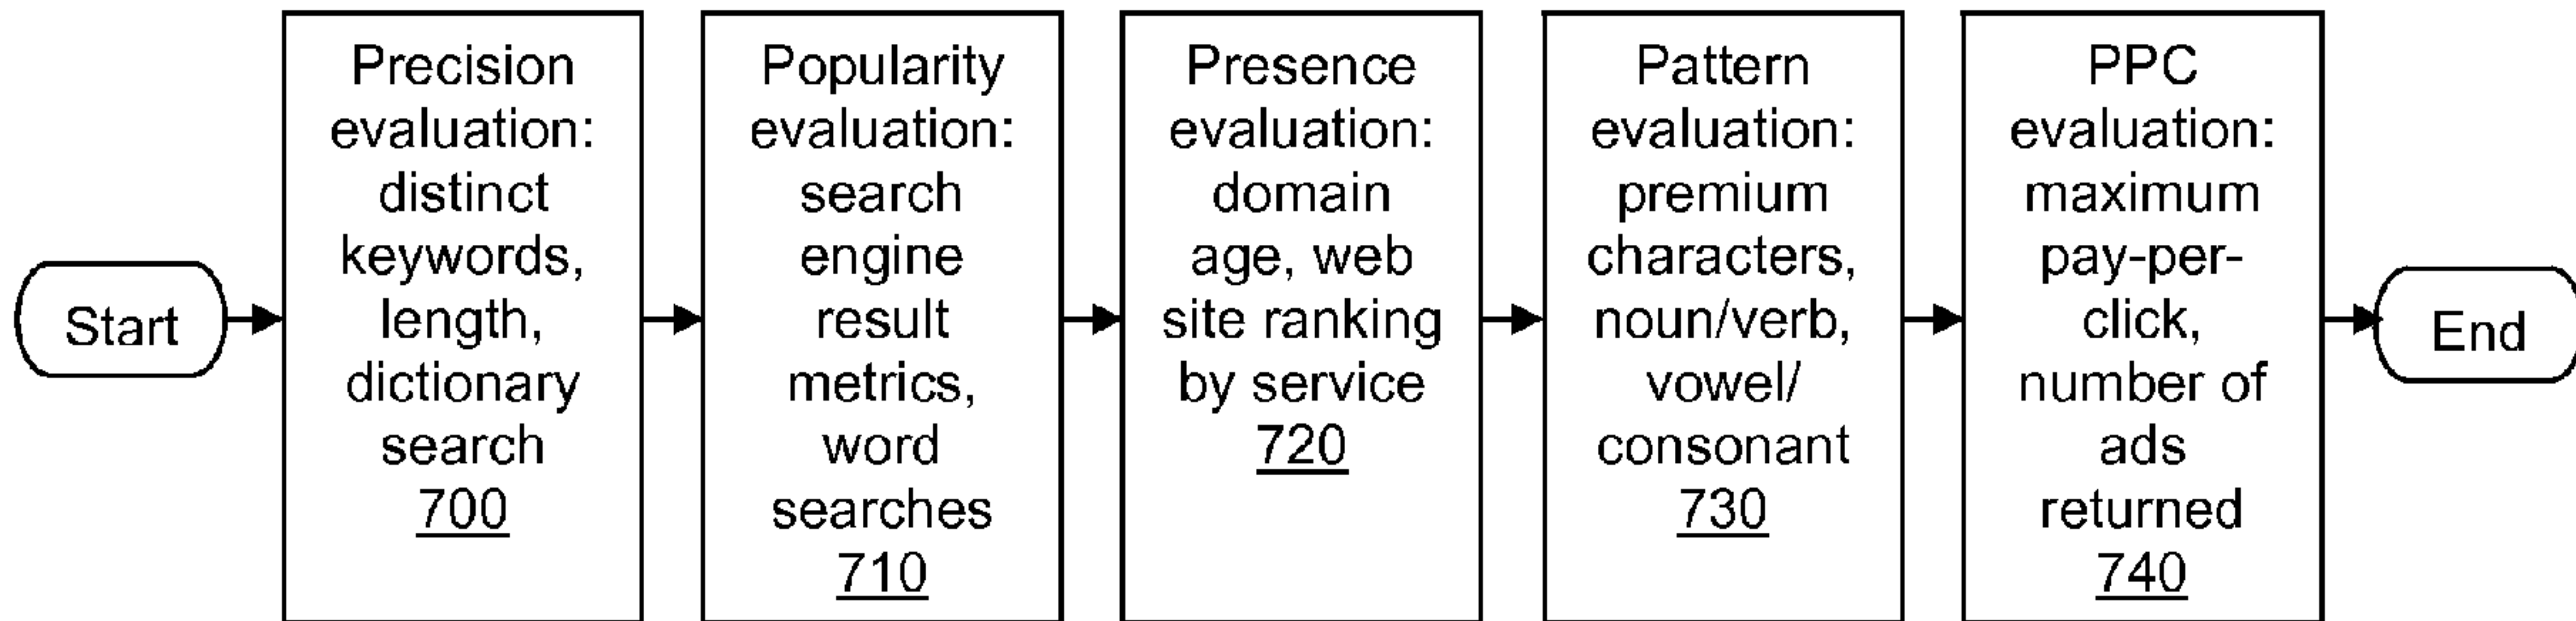 Start
Precision
evaluation:
distinct
keywords,
length,
dictionary
search
700
Popularity
evaluation:
search
engine
result
metrics,
word
searches
710
Presence
evaluation:
domain
age, web
site ranking
by service
720
Pattern
evaluation:
premium
characters,
noun/verb,
vowel/
consonant
730
PPC
evaluation:
maximum
pay-per-
click,
number of
ads
returned
740
End